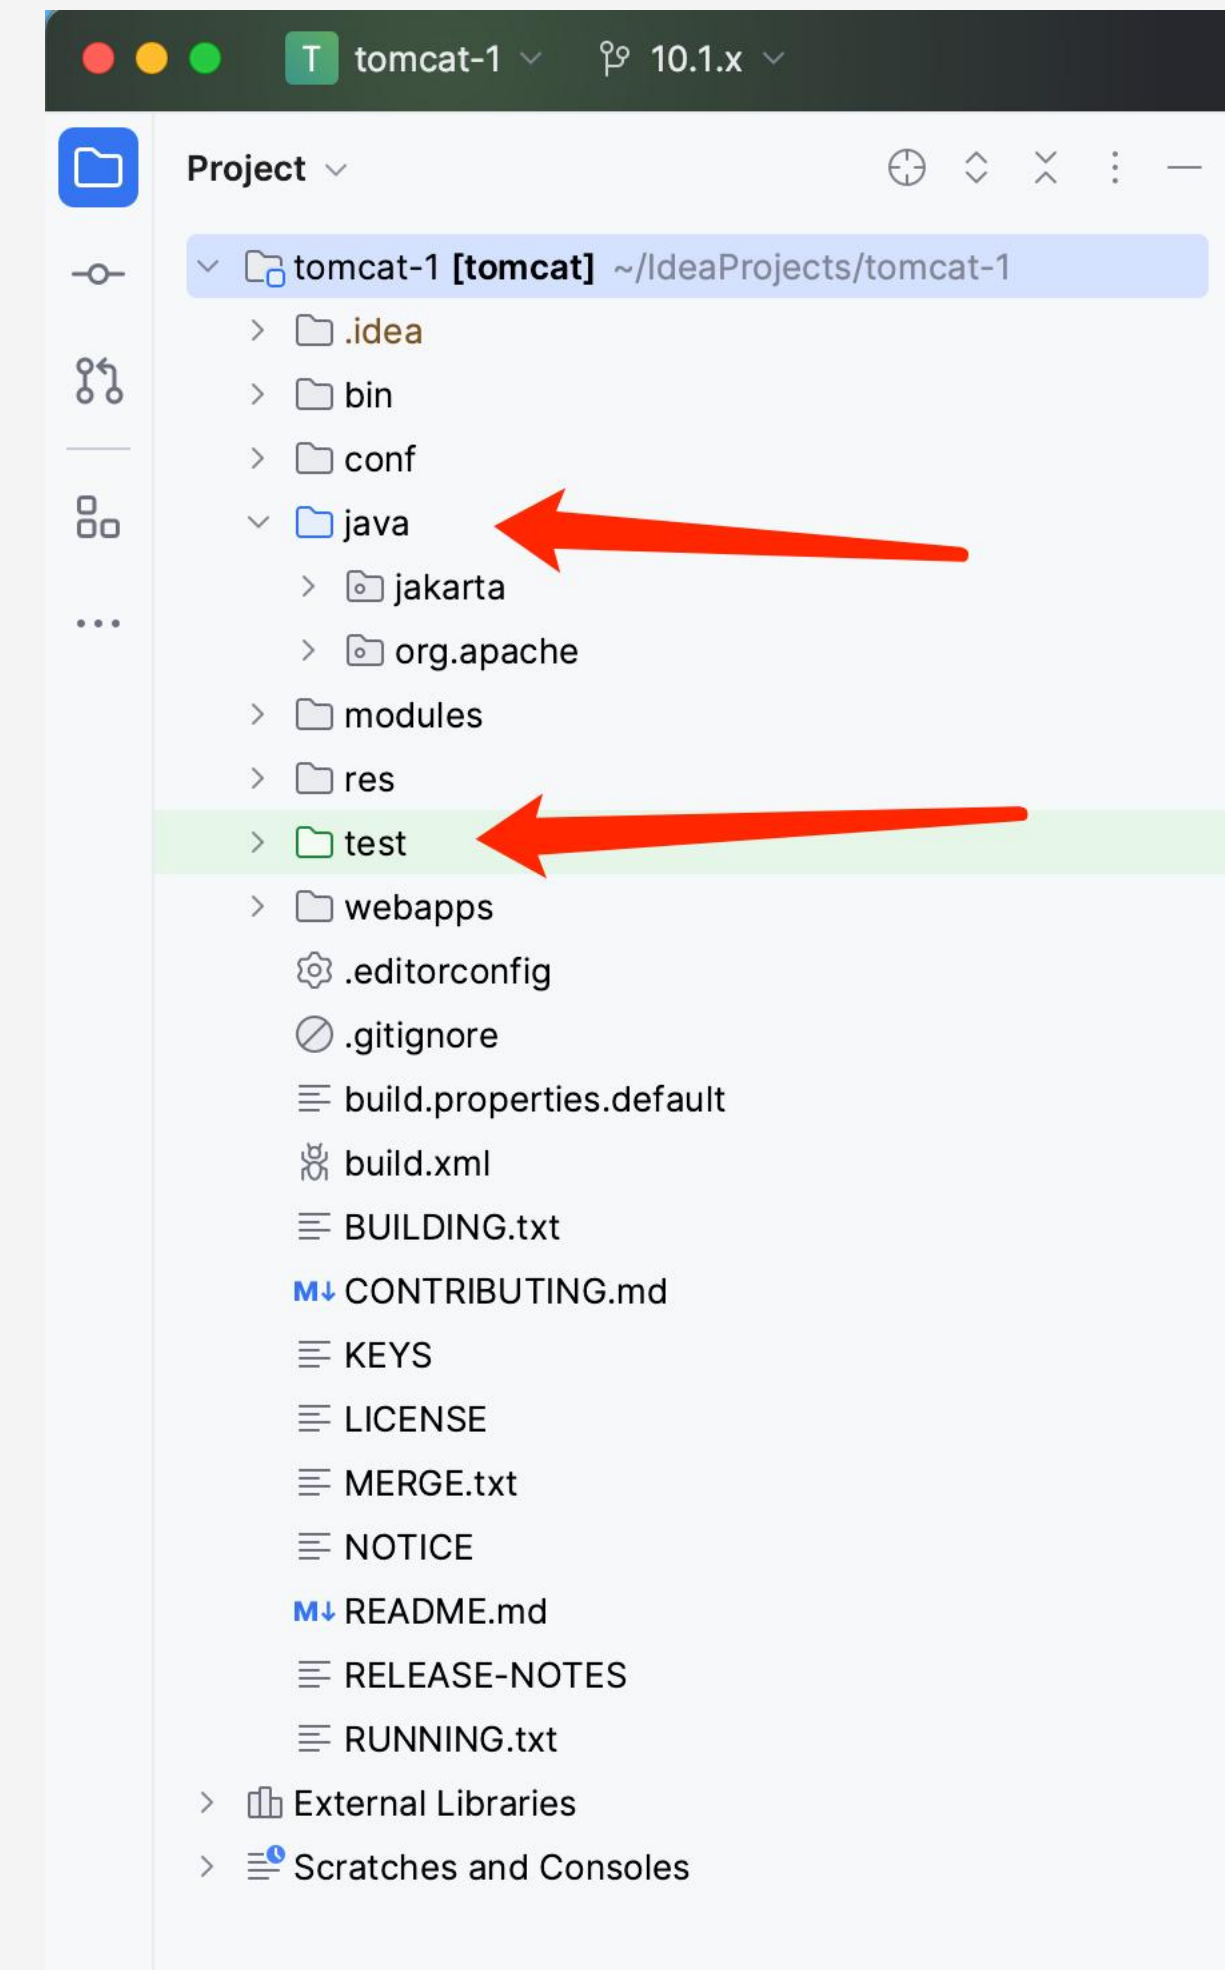 T tomcat-1 10.1.x
Project
tomcat-1 [tomcat] ~/IdeaProjects/tomcat-1
.idea
bin
conf
java
jakarta
org.apache
modules
res
test
webapps
.editorconfig
.gitignore
build.properties.default
build.xml
BUILDING.txt
M↓ CONTRIBUTING.md
KEYS
LICENSE
MERGE.txt
NOTICE
M↓ README.md
RELEASE-NOTES
RUNNING.txt
External Libraries
Scratches and Consoles